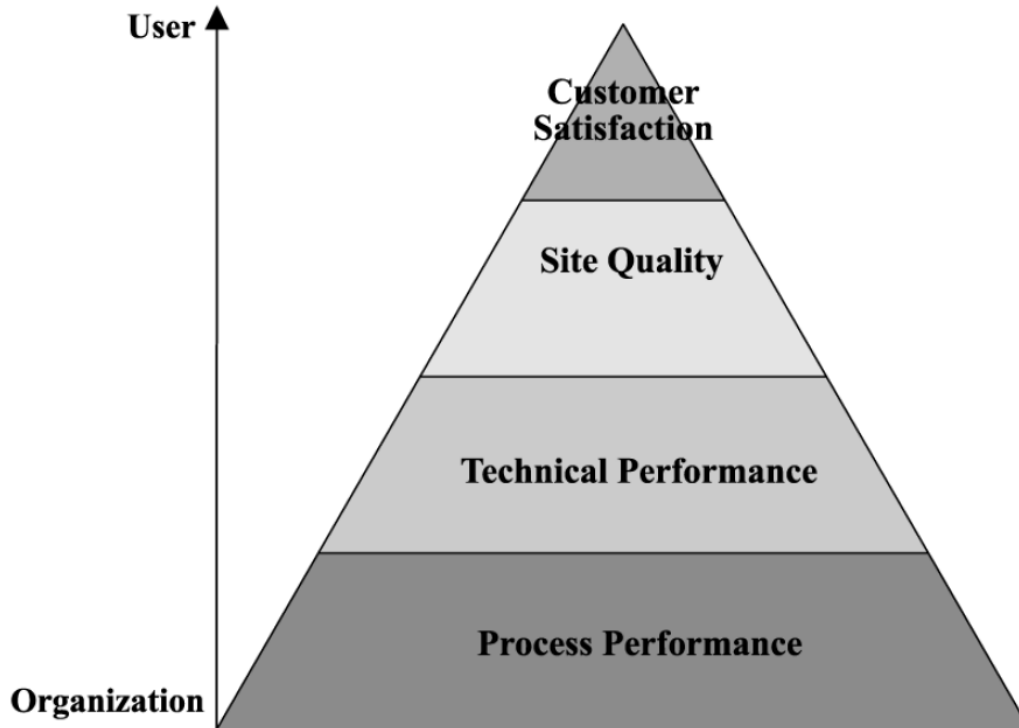 User
Customer
Satisfaction
Site Quality
Technical Performance
Process Performance
Organization